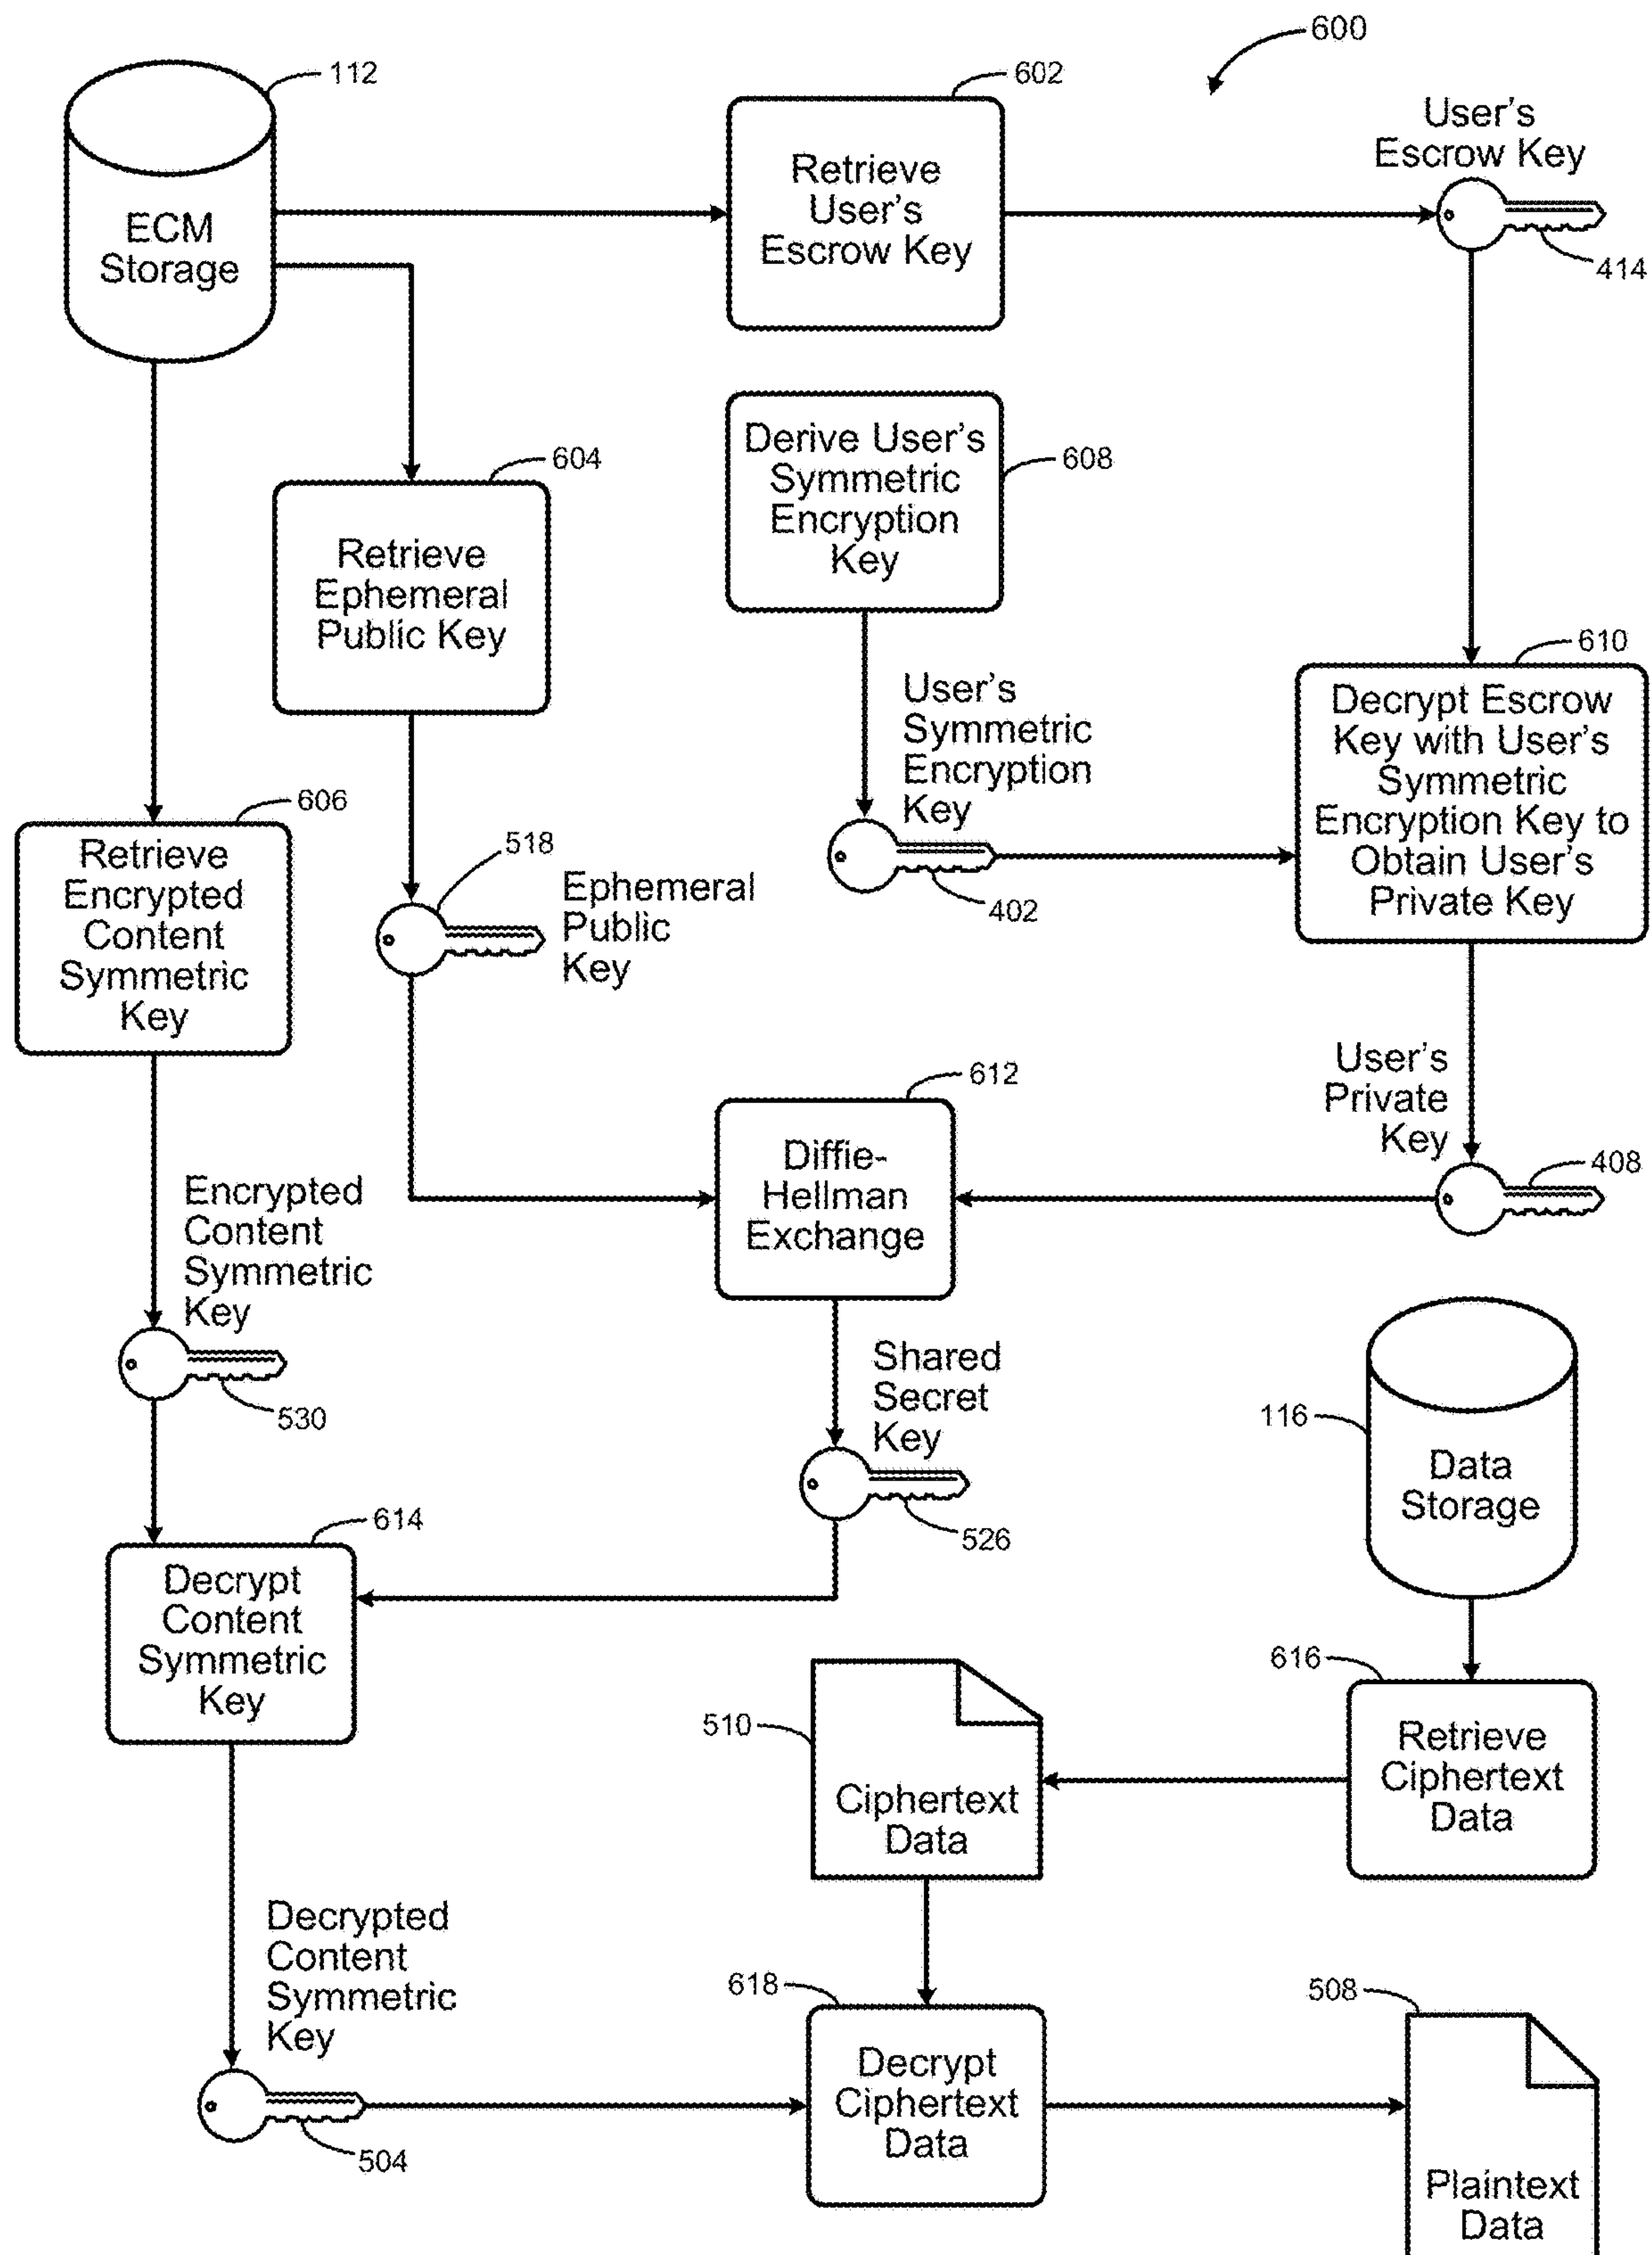 600
112
ECM
Storage
602
Retrieve
User's
Escrow Key
User's
Escrow Key
414
604
Retrieve
Ephemeral
Public Key
Derive User's
Symmetric
Encryption
Key
608
User's
Symmetric
Encryption
Key
402
610
Decrypt Escrow
Key with User's
Symmetric
Encryption Key to
Obtain User's
Private Key
606
Retrieve
Encrypted
Content
Symmetric
Key
518
Ephemeral
Public
Key
612
Diffie-
Hellman
Exchange
User's
Private
Key
408
Encrypted
Content
Symmetric
Key
530
Shared
Secret
Key
526
116
Data
Storage
614
Decrypt
Content
Symmetric
Key
510
Ciphertext
Data
616
Retrieve
Ciphertext
Data
Decrypted
Content
Symmetric
Key
504
618
Decrypt
Ciphertext
Data
508
Plaintext
Data